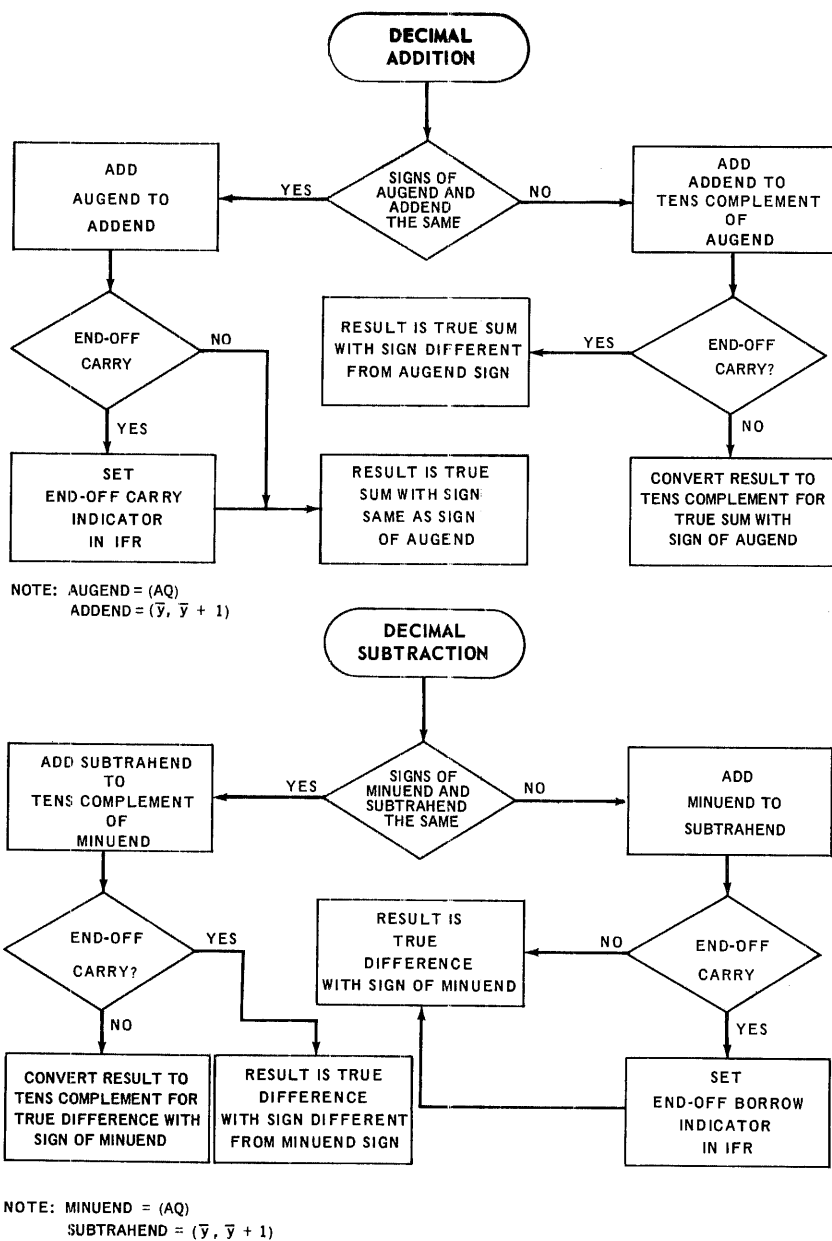 DECIMAL
ADDITION
ADD
AUGEND TO
ADDEND
YES
SIGNS OF
AUGEND AND
ADDEND
THE SAME
NO
ADD
ADDEND TO
TENS COMPLEMENT
OF
AUGEND
END-OFF
CARRY
NO
YES
RESULT IS TRUE SUM
WITH SIGN DIFFERENT
FROM AUGEND SIGN
YES
END-OFF
CARRY?
NO
SET
END-OFF CARRY
INDICATOR
IN IFR
RESULT IS TRUE
SUM WITH SIGN
SAME AS SIGN
OF AUGEND
CONVERT RESULT TO
TENS COMPLEMENT FOR
TRUE SUM WITH
SIGN OF AUGEND
NOTE: AUGEND = (AQ)
ADDEND = (y̅, y̅ + 1)
DECIMAL
SUBTRACTION
ADD SUBTRAHEND
TO
TENS COMPLEMENT
OF
MINUEND
YES
SIGNS OF
MINUEND AND
SUBTRAHEND
THE SAME
NO
ADD
MINUEND TO
SUBTRAHEND
END-OFF
CARRY?
YES
NO
RESULT IS
TRUE
DIFFERENCE
WITH SIGN OF MINUEND
NO
END-OFF
CARRY
YES
CONVERT RESULT TO
TENS COMPLEMENT FOR
TRUE DIFFERENCE WITH
SIGN OF MINUEND
RESULT IS TRUE
DIFFERENCE
WITH SIGN DIFFERENT
FROM MINUEND SIGN
SET
END-OFF BORROW
INDICATOR
IN IFR
NOTE: MINUEND = (AQ)
SUBTRAHEND = (y̅, y̅ + 1)